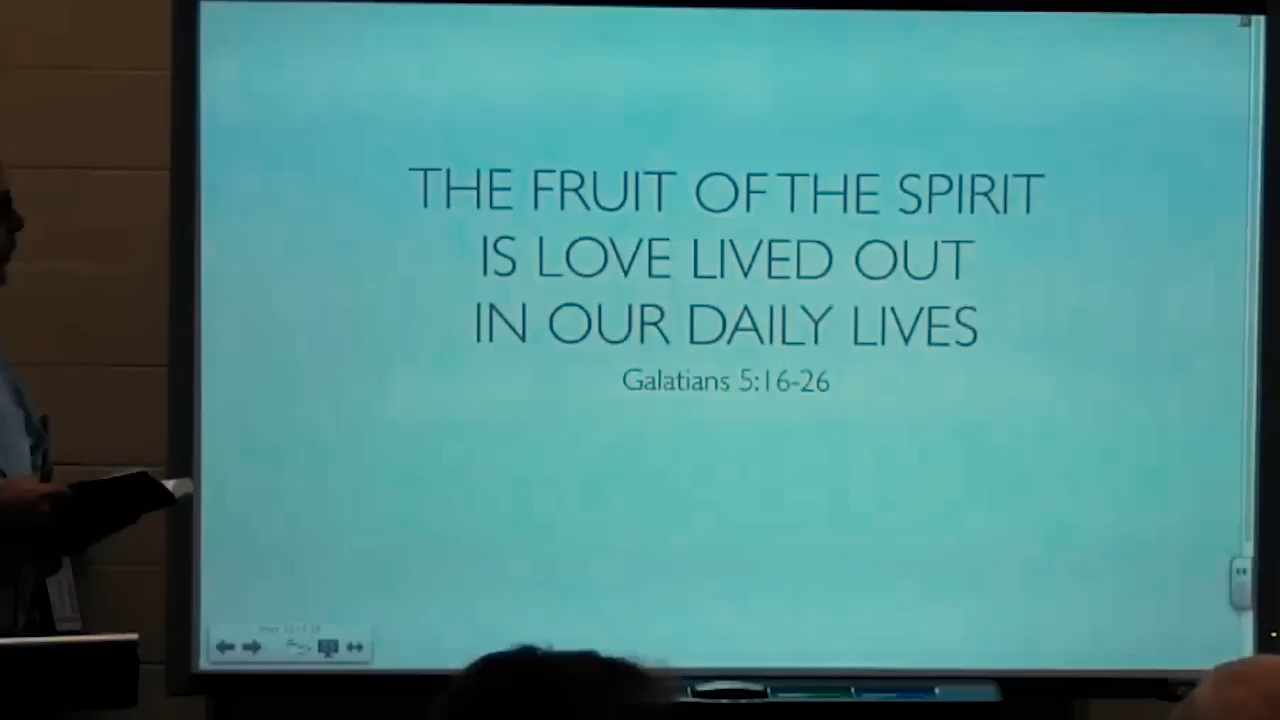 THE FRUIT OF THE SPIRIT
IS LOVE LIVED OUT
IN OUR DAILY LIVES
Galatians 5:16-26